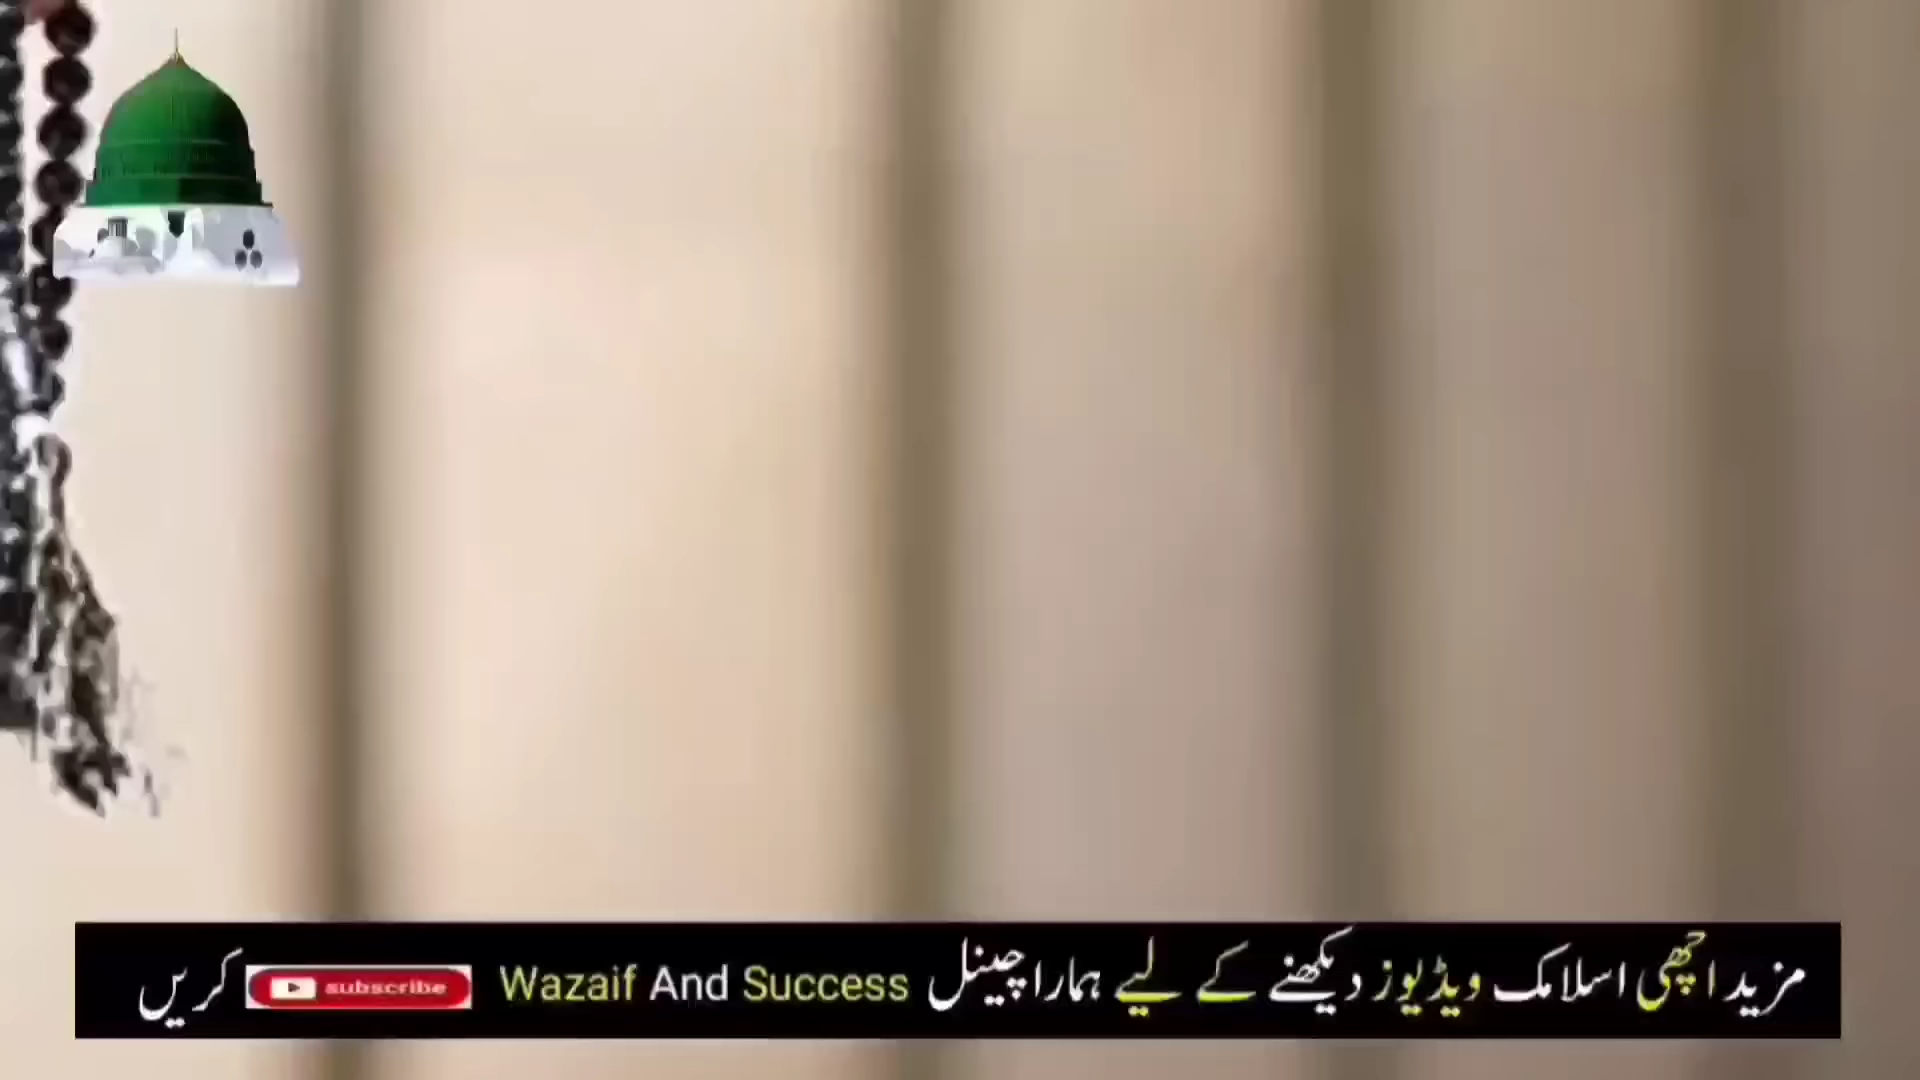 مزید اچھی اسلامک ویڈیوز دیکھنے کے لیے ہمارا چینل Wazaif And Success subscribe کریں